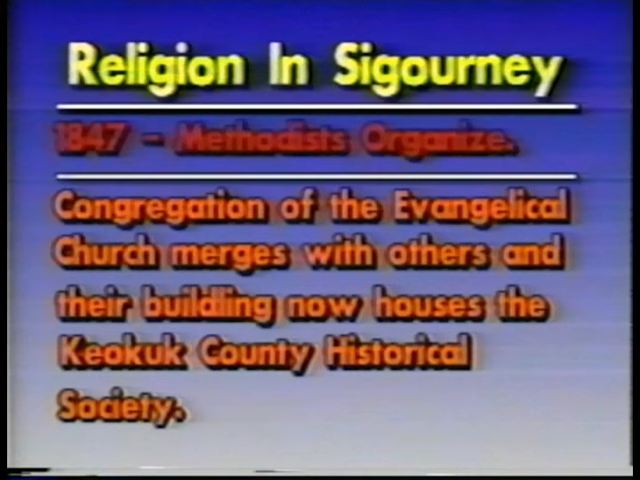 Religion In Sigourney
1847 - Methodists Organize.
Congregation of the Evangelical
Church merges with others and
their building now houses the
Keokuk County Historical
Society.